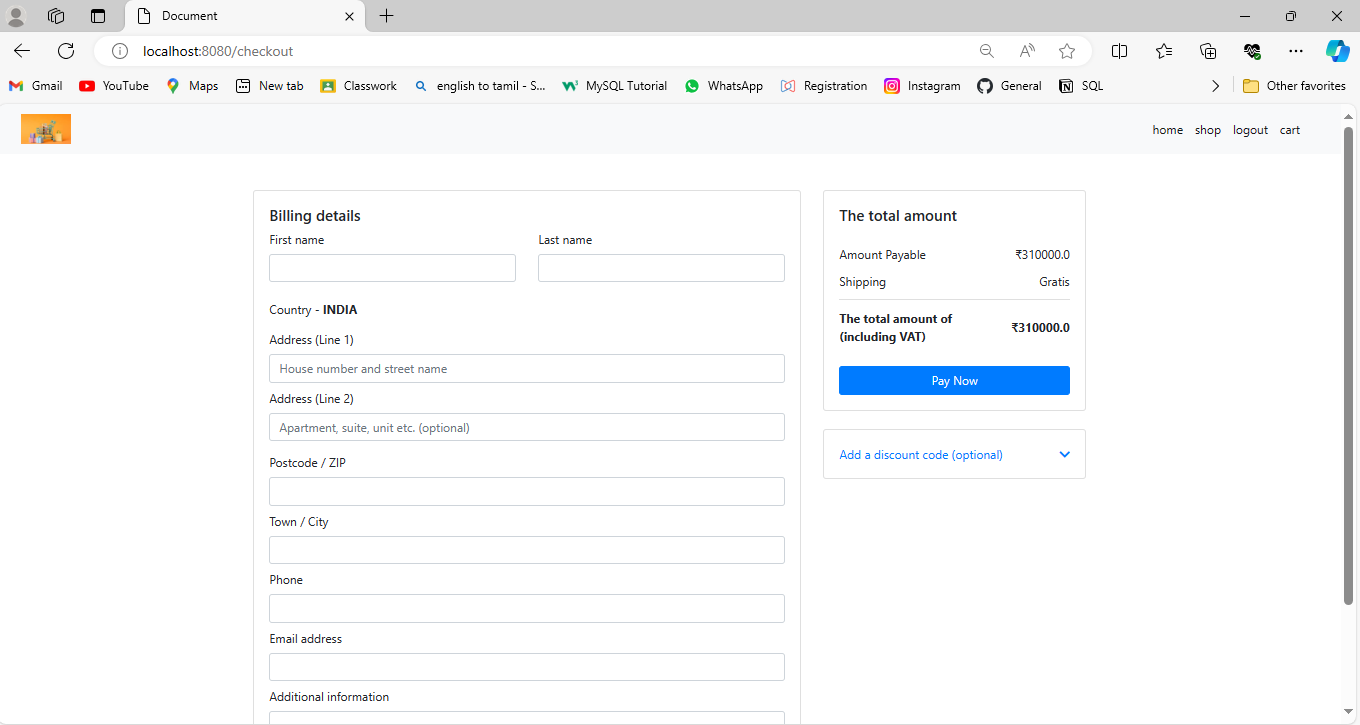 Document
localhost:8080/checkout
Gmail YouTube Maps New tab Classwork english to tamil - S... MySQL Tutorial WhatsApp Registration Instagram General SQL Other favorites
home shop logout cart
Billing details
First name Last name
Country - INDIA
Address (Line 1)
House number and street name
Address (Line 2)
Apartment, suite, unit etc. (optional)
Postcode / ZIP
Town / City
Phone
Email address
Additional information
The total amount
Amount Payable ₹310000.0
Shipping Gratis
The total amount of
(including VAT) ₹310000.0
Pay Now
Add a discount code (optional)